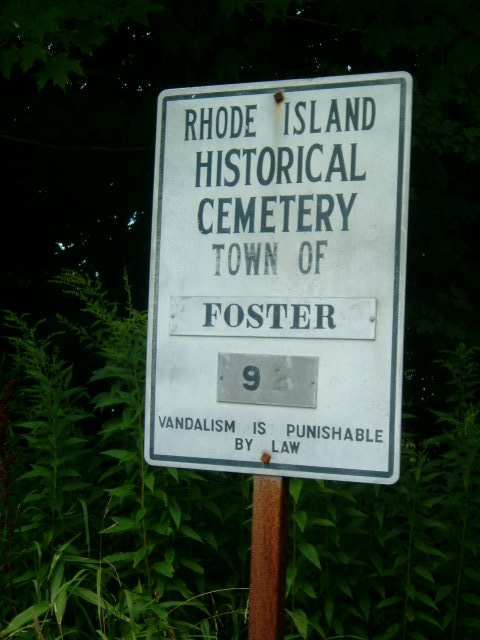 RHODE ISLAND
HISTORICAL
CEMETERY
TOWN OF
FOSTER
9
VANDALISM IS PUNISHABLE
BY LAW